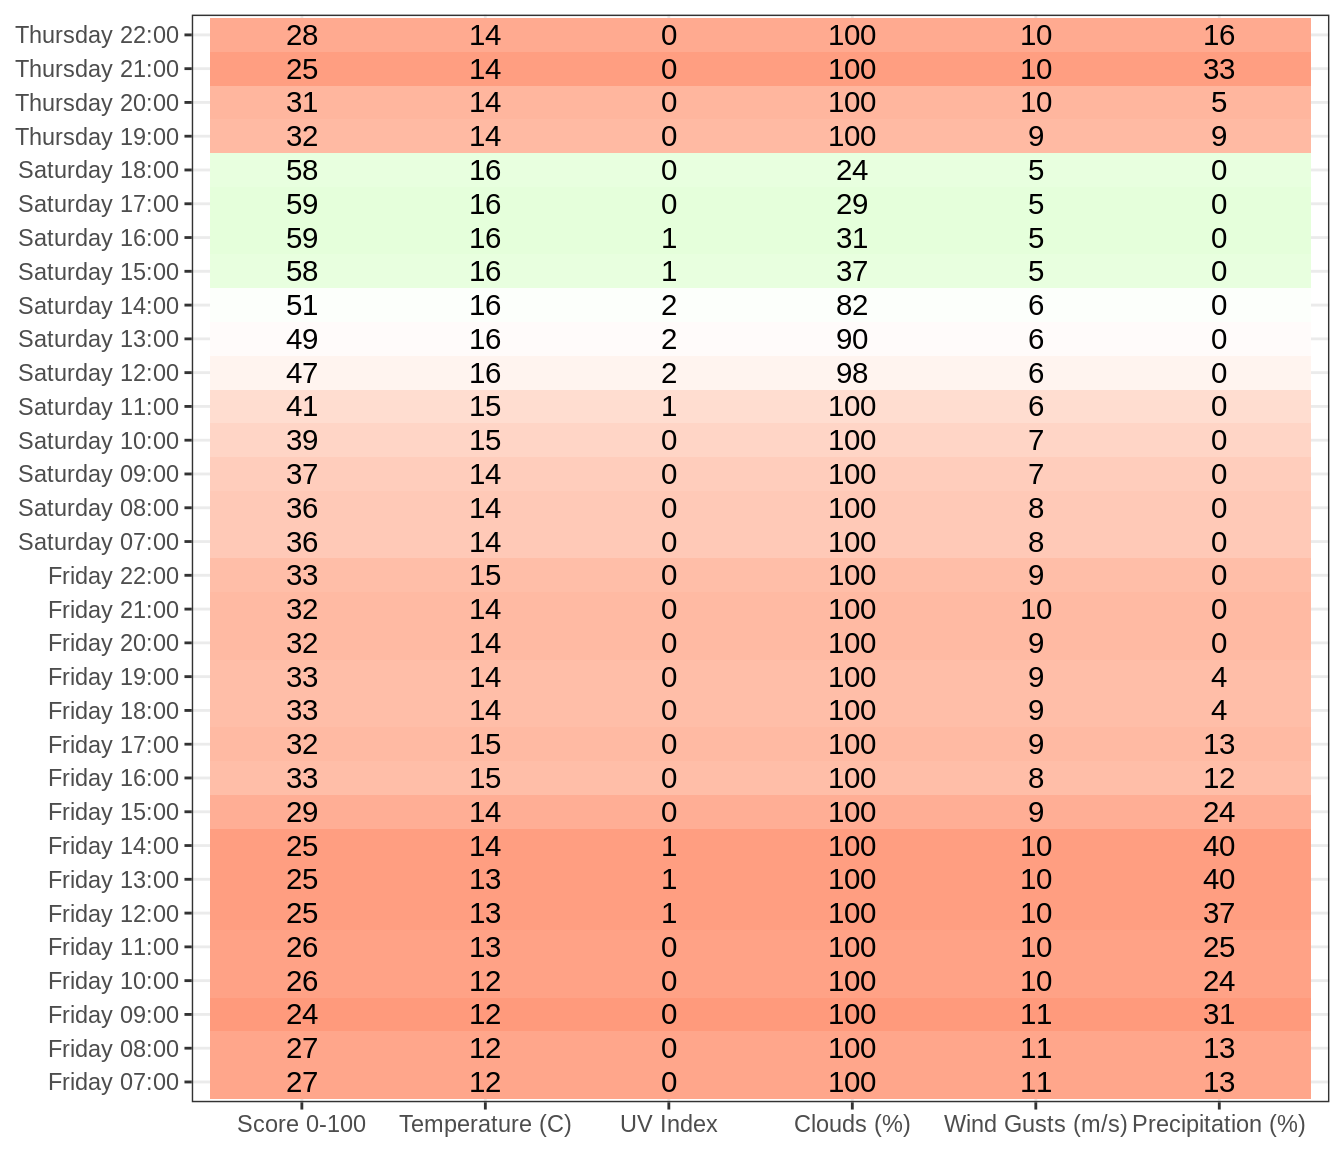 Thursday 22:00 28 14 0 100 10 16
Thursday 21:00 25 14 0 100 10 33
Thursday 20:00 31 14 0 100 10 5
Thursday 19:00 32 14 0 100 9 9
Saturday 18:00 58 16 0 24 5 0
Saturday 17:00 59 16 0 29 5 0
Saturday 16:00 59 16 1 31 5 0
Saturday 15:00 58 16 1 37 5 0
Saturday 14:00 51 16 2 82 6 0
Saturday 13:00 49 16 2 90 6 0
Saturday 12:00 47 16 2 98 6 0
Saturday 11:00 41 15 1 100 6 0
Saturday 10:00 39 15 0 100 7 0
Saturday 09:00 37 14 0 100 7 0
Saturday 08:00 36 14 0 100 8 0
Saturday 07:00 36 14 0 100 8 0
Friday 22:00 33 15 0 100 9 0
Friday 21:00 32 14 0 100 10 0
Friday 20:00 32 14 0 100 9 0
Friday 19:00 33 14 0 100 9 4
Friday 18:00 33 14 0 100 9 4
Friday 17:00 32 15 0 100 9 13
Friday 16:00 33 15 0 100 8 12
Friday 15:00 29 14 0 100 9 24
Friday 14:00 25 14 1 100 10 40
Friday 13:00 25 13 1 100 10 40
Friday 12:00 25 13 1 100 10 37
Friday 11:00 26 13 0 100 10 25
Friday 10:00 26 12 0 100 10 24
Friday 09:00 24 12 0 100 11 31
Friday 08:00 27 12 0 100 11 13
Friday 07:00 27 12 0 100 11 13
Score 0-100 Temperature (C) UV Index Clouds (%) Wind Gusts (m/s) Precipitation (%)